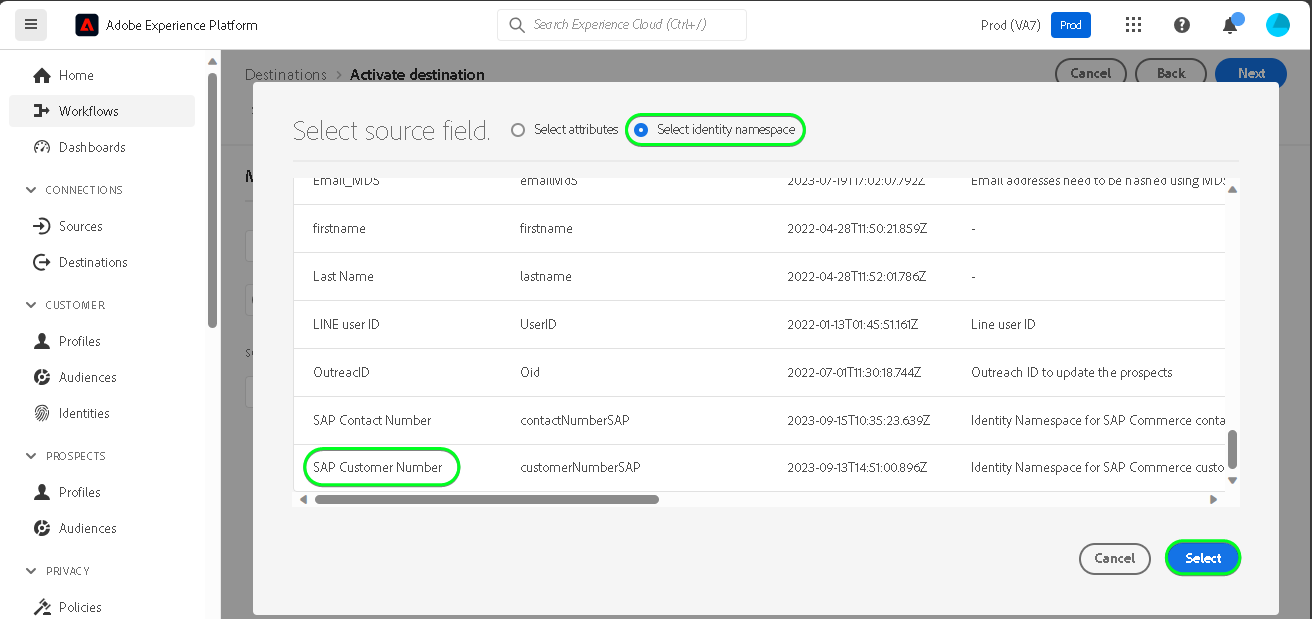 Adobe Experience Platform
Search Experience Cloud (Ctrl+/)
Prod (VA7)
Prod
Home
Workflows
Dashboards
CONNECTIONS
Sources
Destinations
CUSTOMER
Profiles
Audiences
Identities
PROSPECTS
Profiles
Audiences
PRIVACY
Policies
Destinations > Activate destination
Cancel
Back
Next
Select source field.
Select attributes
Select identity namespace
Email_MD5 emailMd5 2023-07-19T17:02:07.792Z Email addresses need to be hashed using MD5
firstname firstname 2022-04-28T11:50:21.859Z -
Last Name lastname 2022-04-28T11:52:01.786Z -
LINE user ID UserID 2022-01-13T01:45:51.161Z Line user ID
OutreacID Oid 2022-07-01T11:30:18.744Z Outreach ID to update the prospects
SAP Contact Number contactNumberSAP 2023-09-15T10:35:23.639Z Identity Namespace for SAP Commerce conta
SAP Customer Number customerNumberSAP 2023-09-13T14:51:00.896Z Identity Namespace for SAP Commerce custo
Cancel
Select